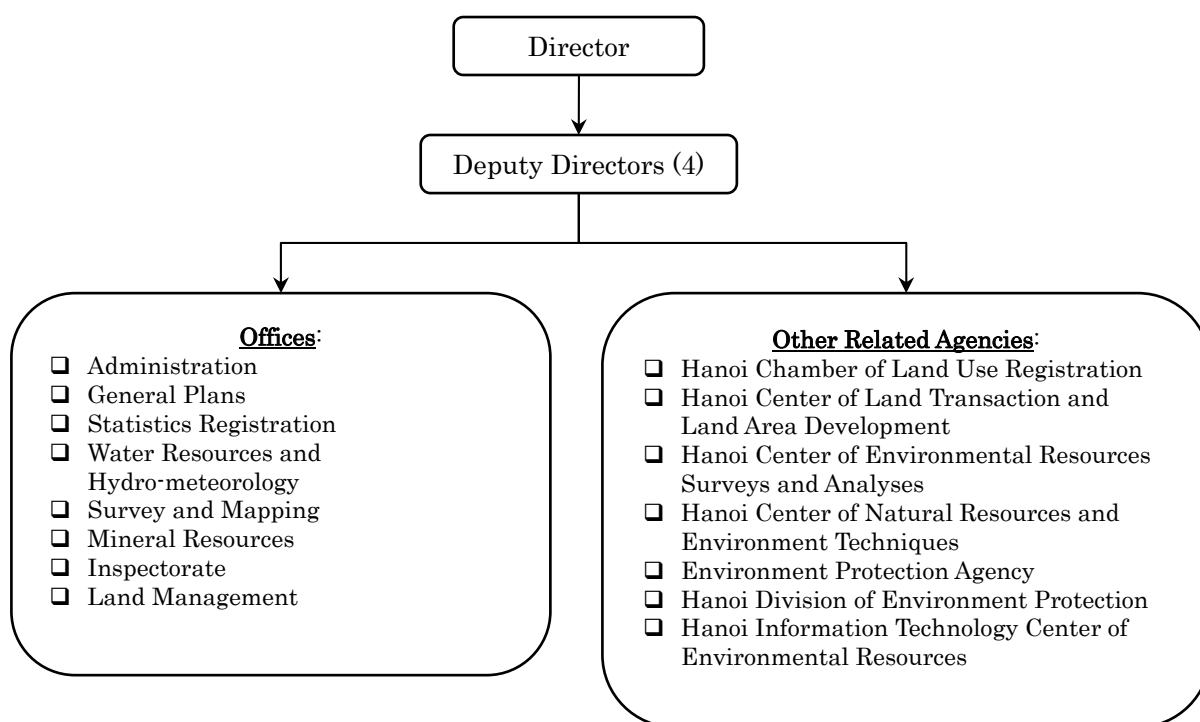 Director
Deputy Directors (4)
Offices:
❑ Administration
❑ General Plans
❑ Statistics Registration
❑ Water Resources and
Hydro-meteorology
❑ Survey and Mapping
❑ Mineral Resources
❑ Inspectorate
❑ Land Management
Other Related Agencies:
❑ Hanoi Chamber of Land Use Registration
❑ Hanoi Center of Land Transaction and
Land Area Development
❑ Hanoi Center of Environmental Resources
Surveys and Analyses
❑ Hanoi Center of Natural Resources and
Environment Techniques
❑ Environment Protection Agency
❑ Hanoi Division of Environment Protection
❑ Hanoi Information Technology Center of
Environmental Resources